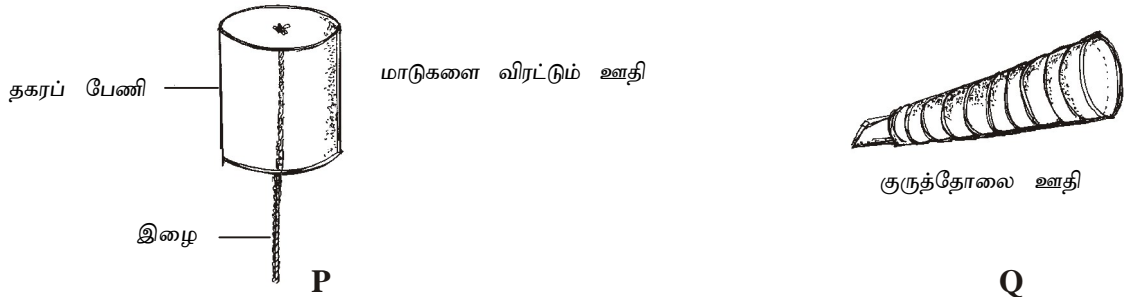 தகரப் பேணி
மாடுகளை விரட்டும் ஊதி
இழை
P
குருத்தோலை ஊதி
Q